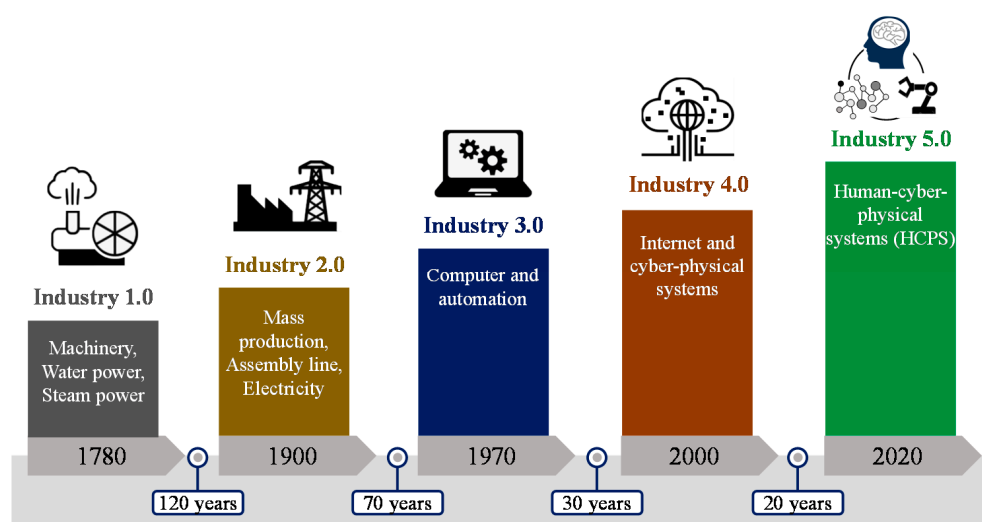 Industry 1.0
Machinery,
Water power,
Steam power
Industry 2.0
Mass
production,
Assembly line,
Electricity
Industry 3.0
Computer and
automation
Industry 4.0
Internet and
cyber-physical
systems
Industry 5.0
Human-cyber-
physical
systems (HCPS)
1780
1900
1970
2000
2020
120 years
70 years
30 years
20 years